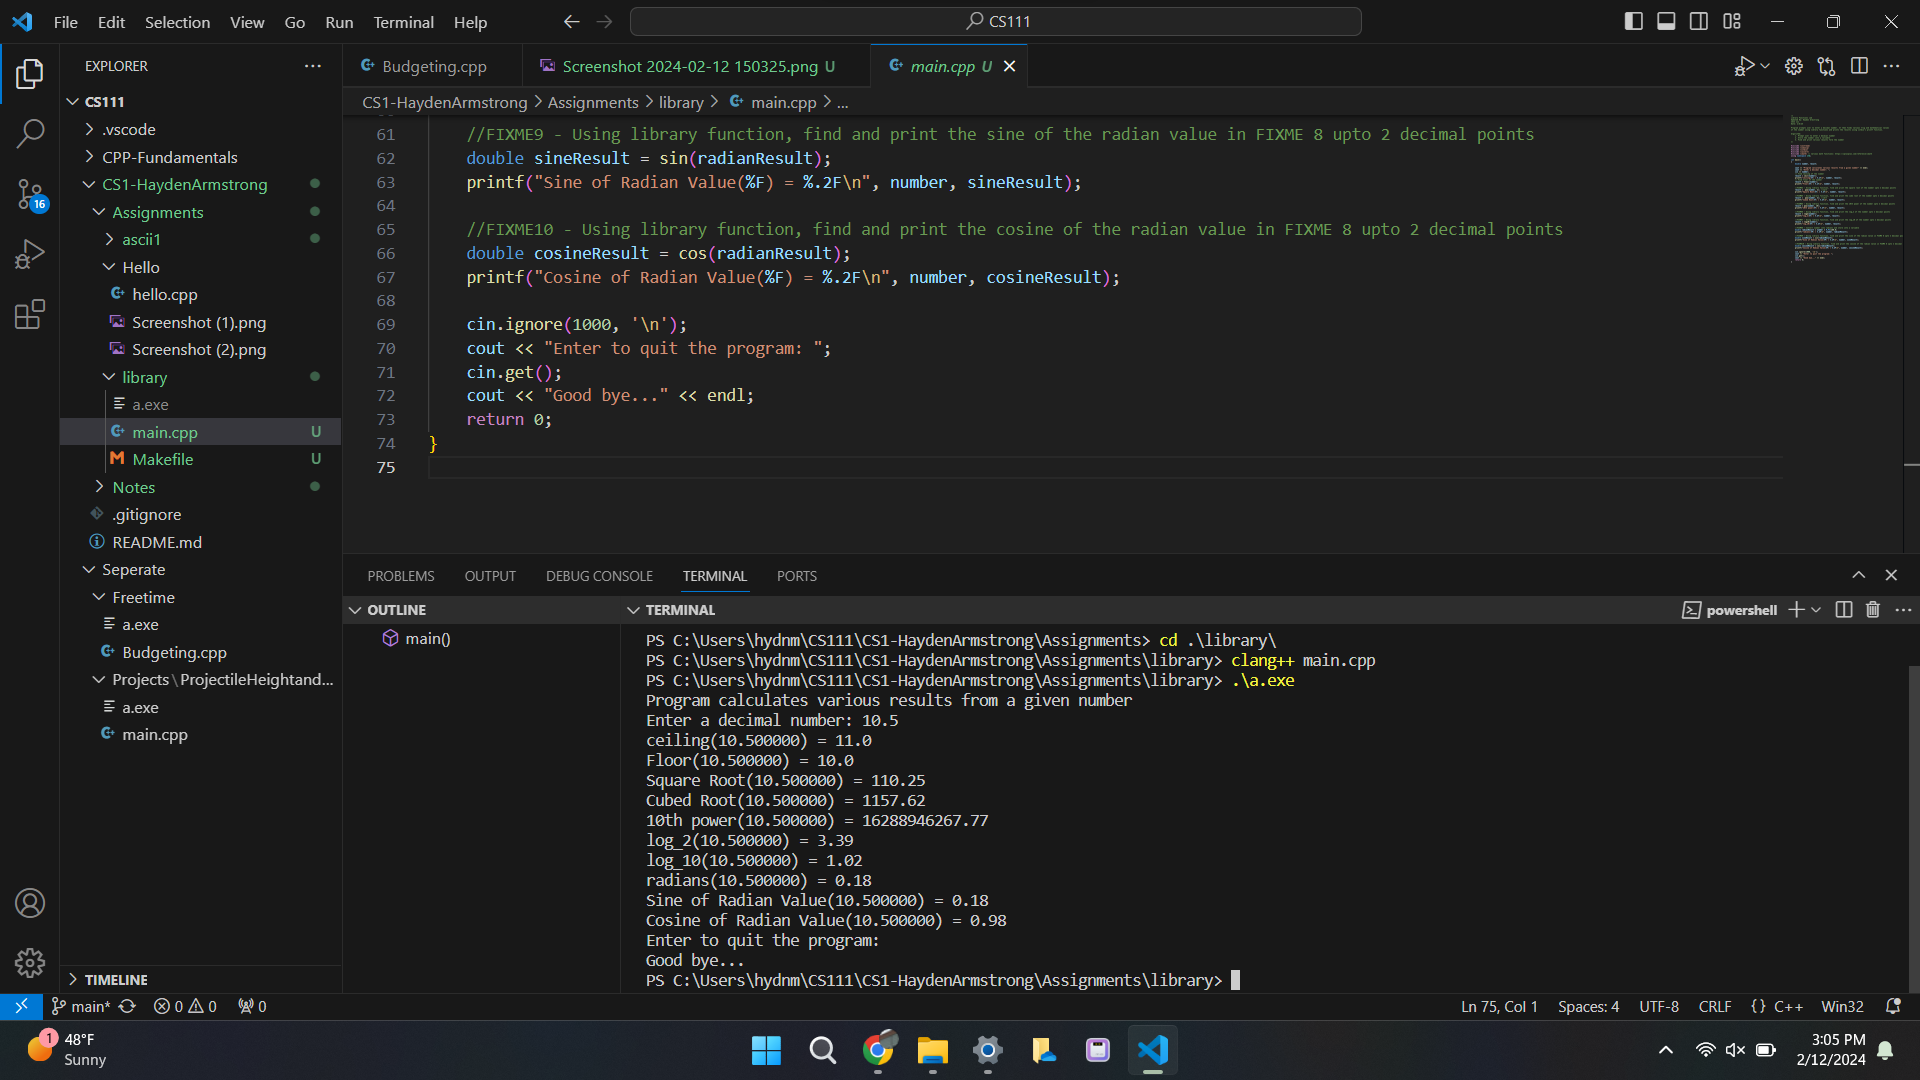 File Edit Selection View Go Run Terminal Help
CS111
EXPLORER
CS111
.vscode
CPP-Fundamentals
CS1-HaydenArmstrong
Assignments
ascii1
Hello
hello.cpp
Screenshot (1).png
Screenshot (2).png
library
a.exe
main.cpp U
Makefile U
Notes
.gitignore
README.md
Seperate
Freetime
a.exe
Budgeting.cpp
Projects\ProjectileHeightand...
a.exe
main.cpp
TIMELINE
16
Budgeting.cpp
Screenshot 2024-02-12 150325.png U
main.cpp U
CS1-HaydenArmstrong > Assignments > library > main.cpp > ...
61 //FIXME9 - Using library function, find and print the sine of the radian value in FIXME 8 upto 2 decimal points
62 double sineResult = sin(radianResult);
63 printf("Sine of Radian Value(%F) = %.2F\n", number, sineResult);
64
65 //FIXME10 - Using library function, find and print the cosine of the radian value in FIXME 8 upto 2 decimal points
66 double cosineResult = cos(radianResult);
67 printf("Cosine of Radian Value(%F) = %.2F\n", number, cosineResult);
68
69 cin.ignore(1000, '\n');
70 cout << "Enter to quit the program: ";
71 cin.get();
72 cout << "Good bye..." << endl;
73 return 0;
74 }
75
PROBLEMS OUTPUT DEBUG CONSOLE TERMINAL PORTS
OUTLINE
main()
TERMINAL
powershell
PS C:\Users\hydnm\CS111\CS1-HaydenArmstrong\Assignments> cd .\library\
PS C:\Users\hydnm\CS111\CS1-HaydenArmstrong\Assignments\library> clang++ main.cpp
PS C:\Users\hydnm\CS111\CS1-HaydenArmstrong\Assignments\library> .\a.exe
Program calculates various results from a given number
Enter a decimal number: 10.5
ceiling(10.500000) = 11.0
Floor(10.500000) = 10.0
Square Root(10.500000) = 110.25
Cubed Root(10.500000) = 1157.62
10th power(10.500000) = 16288946267.77
log_2(10.500000) = 3.39
log_10(10.500000) = 1.02
radians(10.500000) = 0.18
Sine of Radian Value(10.500000) = 0.18
Cosine of Radian Value(10.500000) = 0.98
Enter to quit the program:
Good bye...
PS C:\Users\hydnm\CS111\CS1-HaydenArmstrong\Assignments\library>
main* 0 0 0
Ln 75, Col 1 Spaces: 4 UTF-8 CRLF {} C++ Win32
1
48°F
Sunny
3:05 PM
2/12/2024